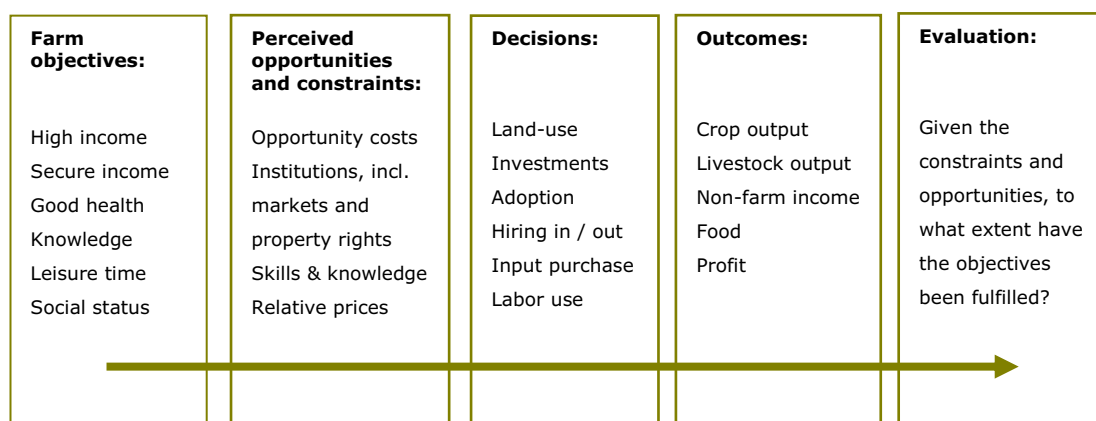 Farm
objectives:
High income
Secure income
Good health
Knowledge
Leisure time
Social status
Perceived
opportunities
and constraints:
Opportunity costs
Institutions, incl.
markets and
property rights
Skills & knowledge
Relative prices
Decisions:
Land-use
Investments
Adoption
Hiring in / out
Input purchase
Labor use
Outcomes:
Crop output
Livestock output
Non-farm income
Food
Profit
Evaluation:
Given the
constraints and
opportunities, to
what extent have
the objectives
been fulfilled?